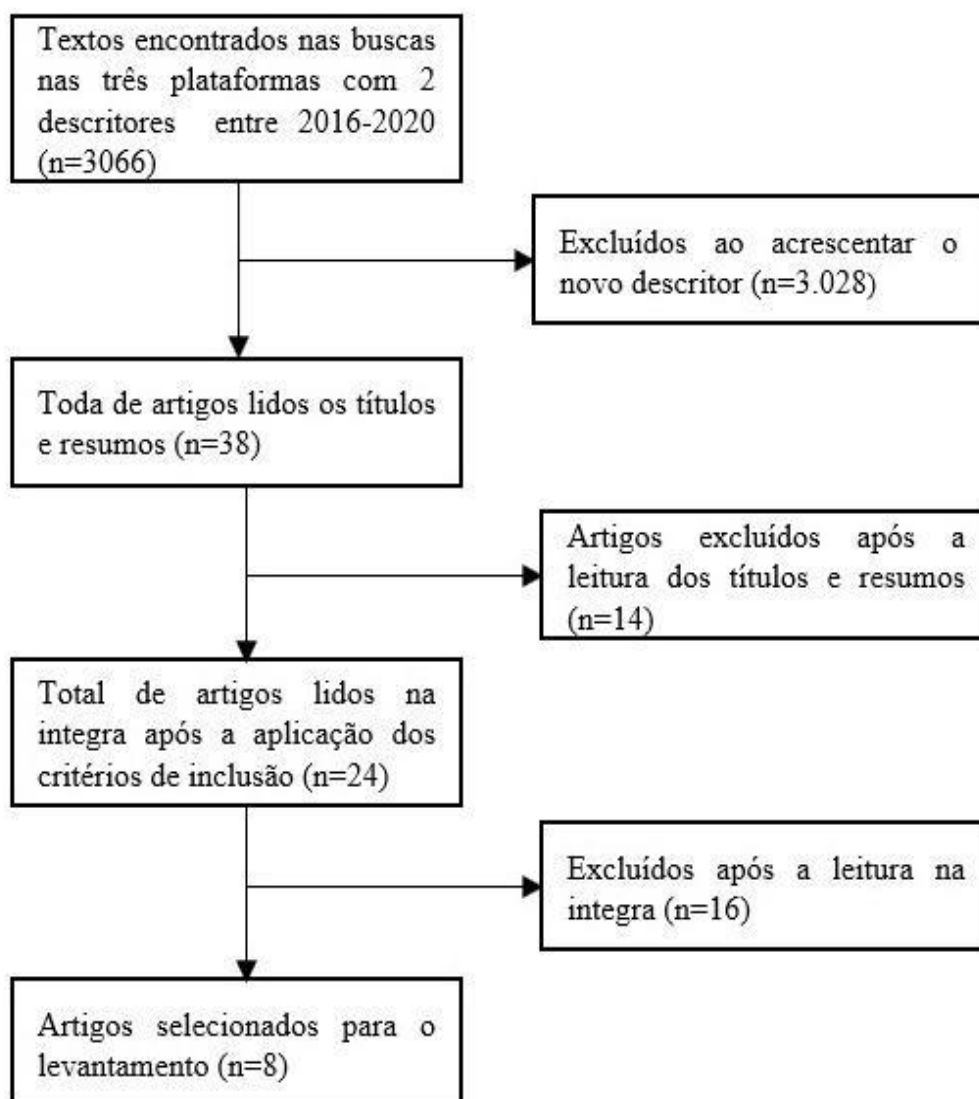 Textos encontrados nas buscas
nas três plataformas com 2
descritores entre 2016-2020
(n=3066)
Excluídos ao acrescentar o
novo descritor (n=3.028)
Toda de artigos lidos os títulos
e resumos (n=38)
Artigos excluídos após a
leitura dos títulos e resumos
(n=14)
Total de artigos lidos na
integra após a aplicação dos
critérios de inclusão (n=24)
Excluídos após a leitura na
integra (n=16)
Artigos selecionados para o
levantamento (n=8)